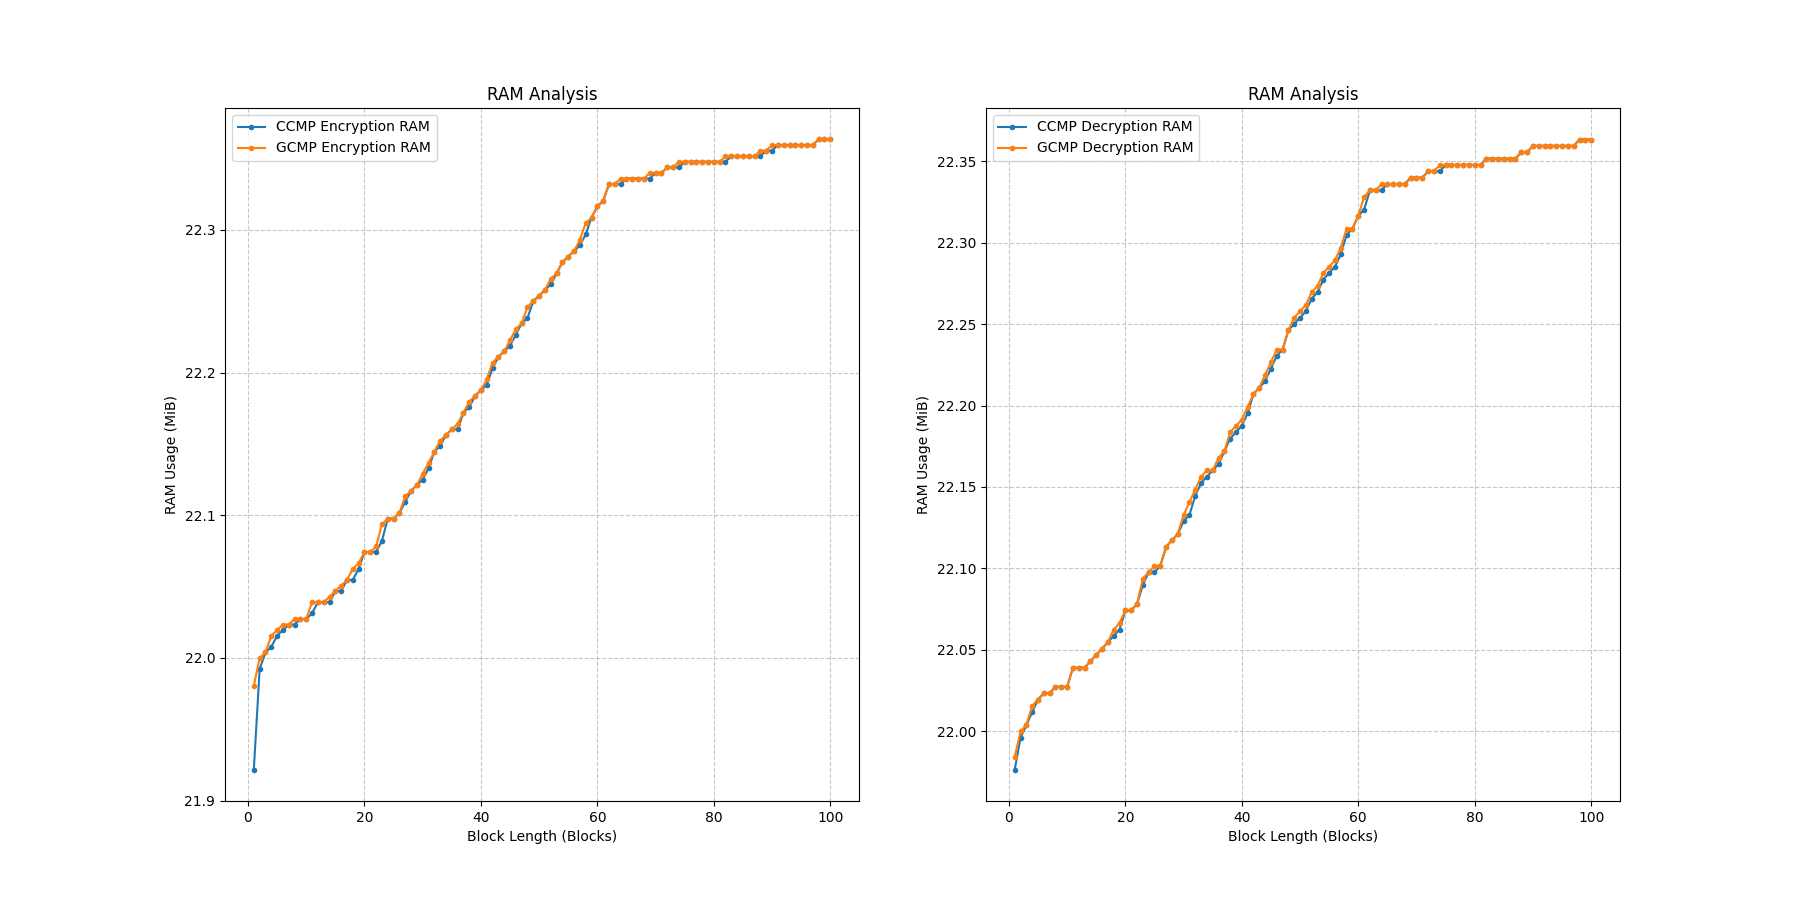 RAM Analysis
CCMP Encryption RAM
GCMP Encryption RAM
RAM Usage (MiB)
22.3
22.2
22.1
22.0
21.9
0 20 40 60 80 100
Block Length (Blocks)
RAM Analysis
CCMP Decryption RAM
GCMP Decryption RAM
RAM Usage (MiB)
22.35
22.30
22.25
22.20
22.15
22.10
22.05
22.00
0 20 40 60 80 100
Block Length (Blocks)